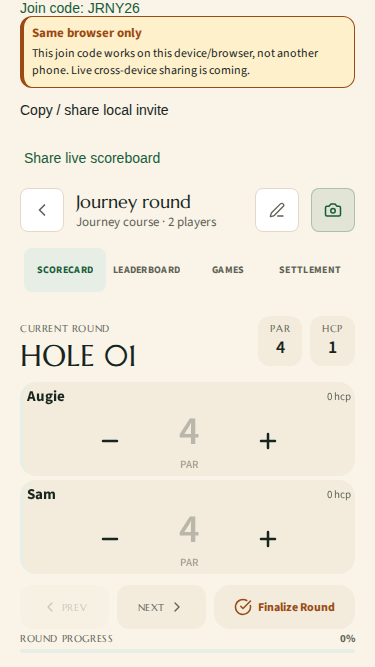 Join code: JRNY26
Same browser only
This join code works on this device/browser, not another
phone. Live cross-device sharing is coming.
Copy / share local invite
Share live scoreboard
Journey round
Journey course · 2 players
SCORECARD LEADERBOARD GAMES SETTLEMENT
CURRENT ROUND
HOLE 01
PAR
4
HCP
1
Augie
0 hcp
− 4 +
PAR
Sam
0 hcp
− 4 +
PAR
PREV
NEXT
Finalize Round
ROUND PROGRESS
0%